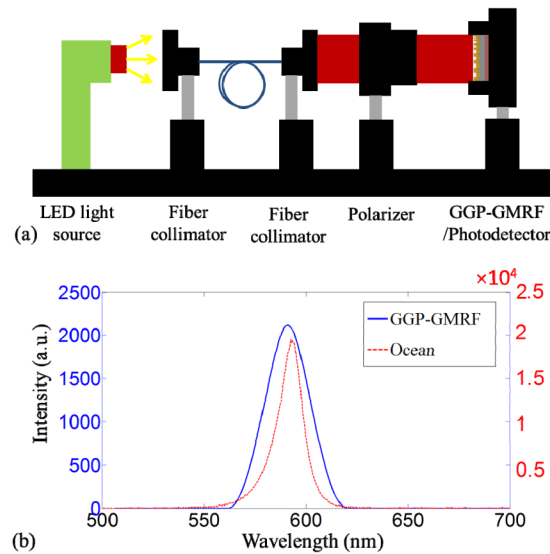 LED light
source
Fiber
collimator
Fiber
collimator
Polarizer
GGP-GMRF
/Photodetector
(a)
×10⁴
2500
2000
1500
1000
500
0
Intensity (a.u.)
GGP-GMRF
Ocean
2.5
2
1.5
1
0.5
500
550
600
650
700
Wavelength (nm)
(b)